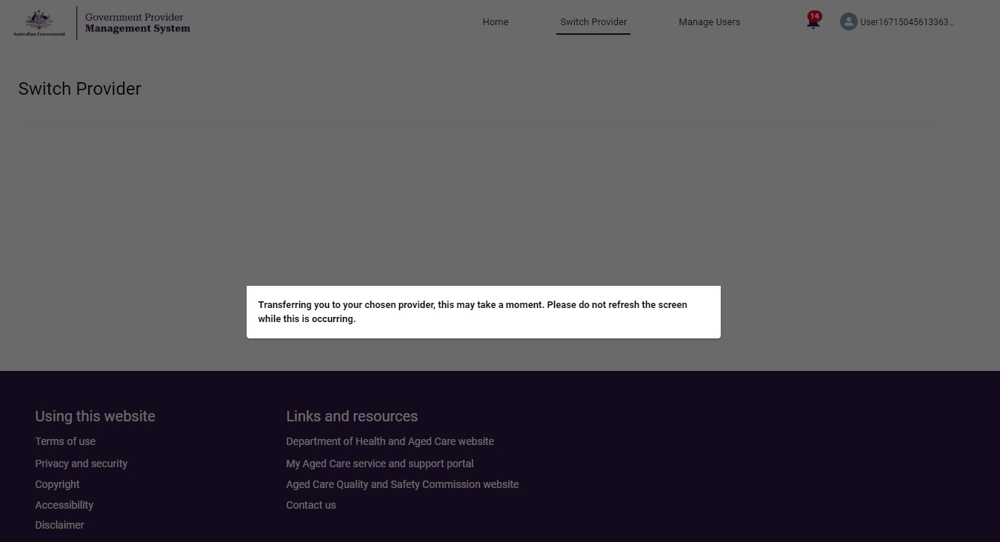 Australian Government
Government Provider
Management System
Home
Switch Provider
Manage Users
14
User16715045613363...
Switch Provider
Transferring you to your chosen provider, this may take a moment. Please do not refresh the screen
while this is occurring.
Using this website
Terms of use
Privacy and security
Copyright
Accessibility
Disclaimer
Links and resources
Department of Health and Aged Care website
My Aged Care service and support portal
Aged Care Quality and Safety Commission website
Contact us